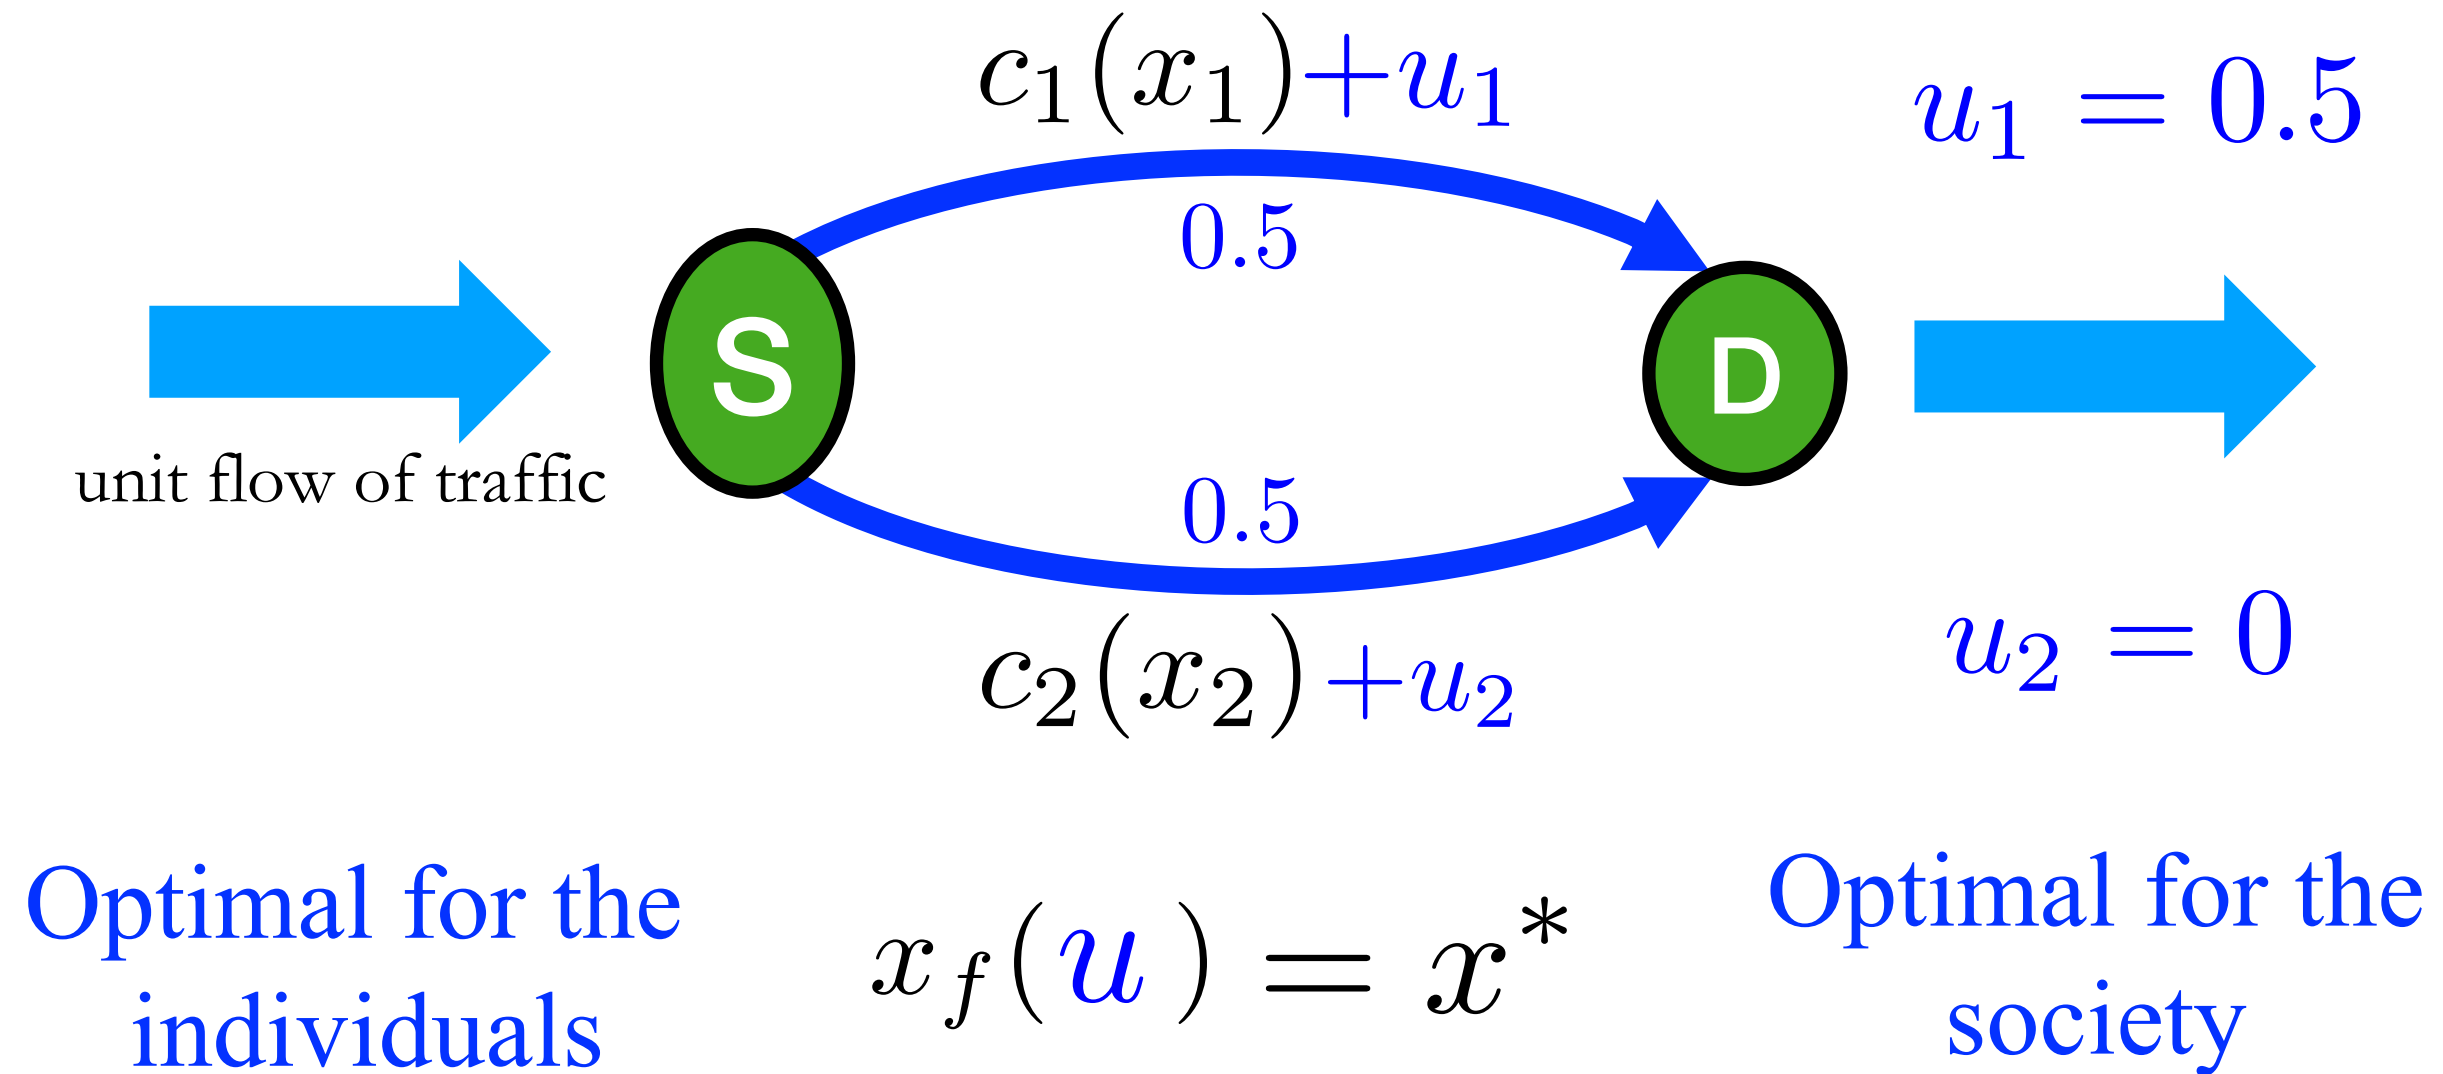 c₁(x₁)+u₁
u₁ = 0.5
0.5
S
D
unit flow of traffic
0.5
c₂(x₂)+u₂
u₂ = 0
Optimal for the
individuals
x_f(u) = x*
Optimal for the
society